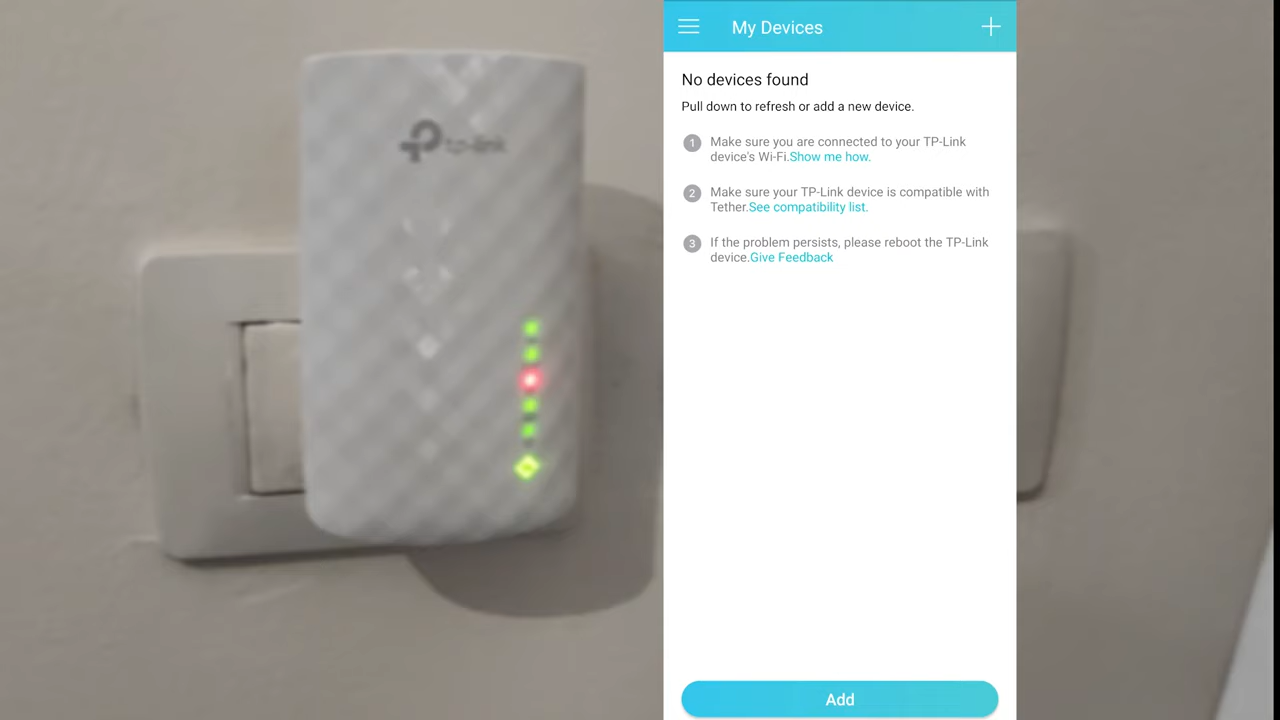 tp-link
My Devices
No devices found
Pull down to refresh or add a new device.
1 Make sure you are connected to your TP-Link
device's Wi-Fi.Show me how.
2 Make sure your TP-Link device is compatible with
Tether.See compatibility list.
3 If the problem persists, please reboot the TP-Link
device.Give Feedback
Add